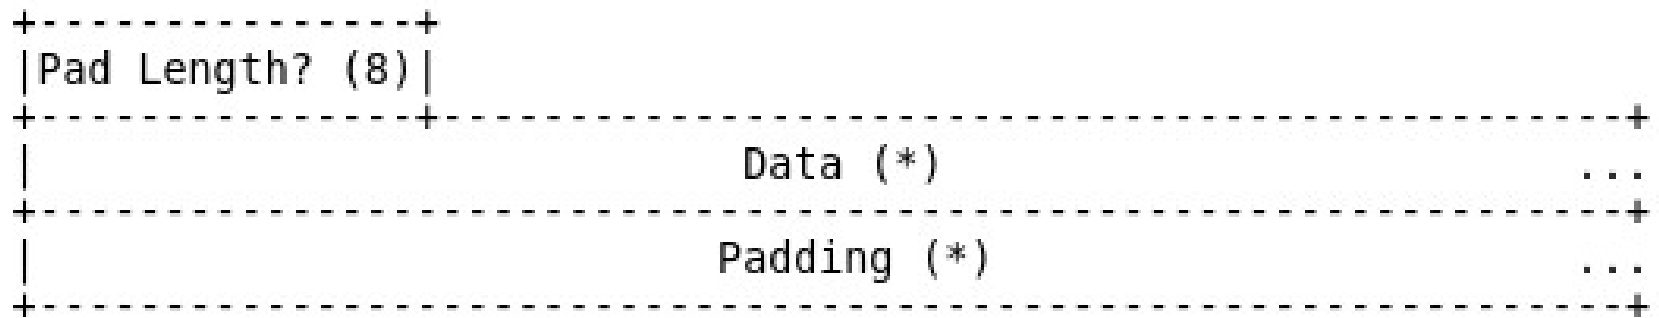 Pad Length? (8)
Data (*) ...
Padding (*) ...